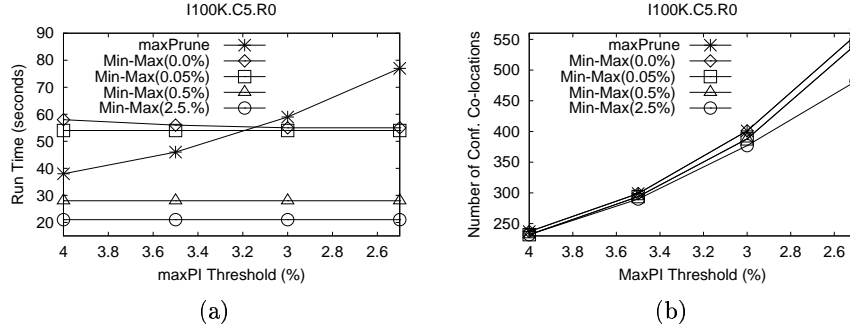 I100K.C5.R0
90
80
70
60
50
40
30
20
Run Time (seconds)
maxPrune
Min-Max(0.0%)
Min-Max(0.05%)
Min-Max(0.5%)
Min-Max(2.5.%)
4 3.8 3.6 3.4 3.2 3 2.8 2.6
maxPI Threshold (%)
(a)
I100K.C5.R0
550
500
450
400
350
300
250
Number of Conf. Co-locations
maxPrune
Min-Max(0.0%)
Min-Max(0.05%)
Min-Max(0.5%)
Min-Max(2.5%)
4 3.8 3.6 3.4 3.2 3 2.8 2.6
MaxPI Threshold (%)
(b)